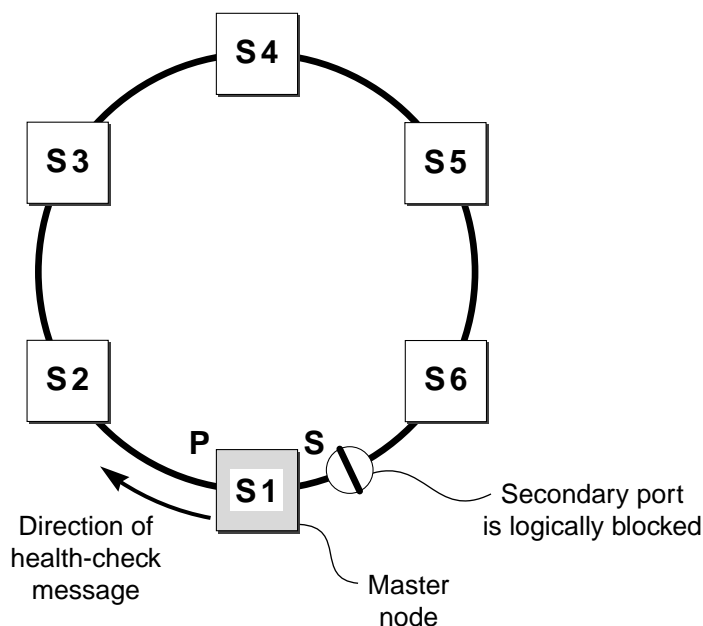 S4
S3
S5
S2
S6
P
S
S1
Direction of
health-check
message
Secondary port
is logically blocked
Master
node